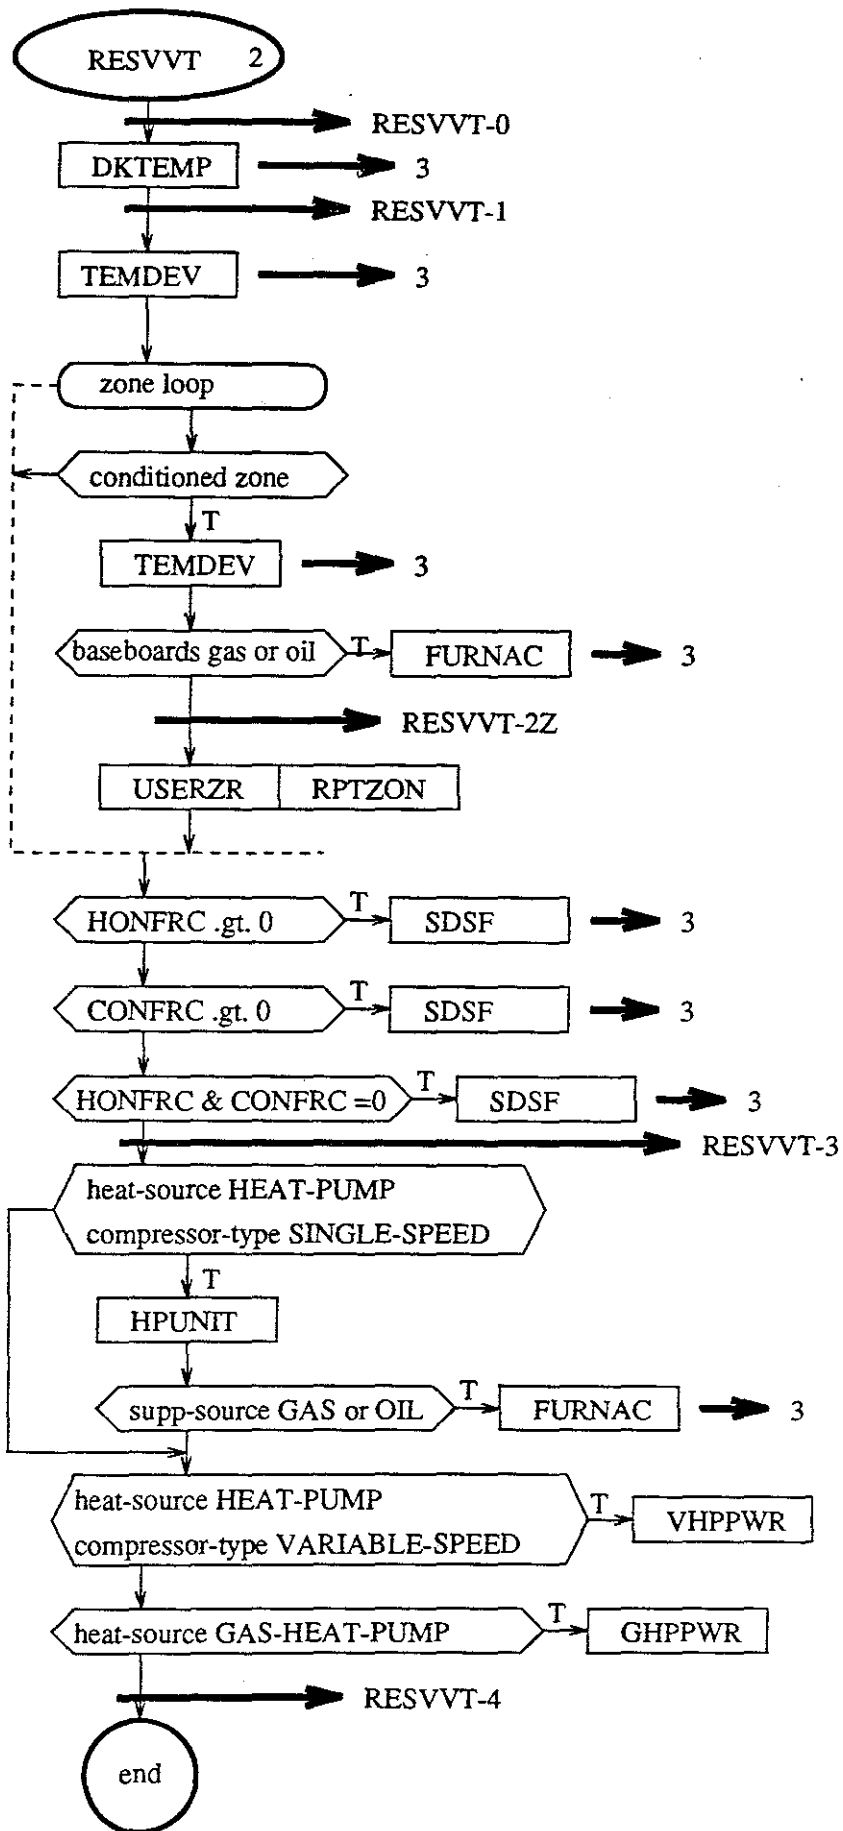 RESVVT 2
RESVVT-0
DKTEMP 3
RESVVT-1
TEMDEV 3
zone loop
conditioned zone
T
TEMDEV 3
baseboards gas or oil T FURNAC 3
RESVVT-2Z
USERZR RPTZON
HONFRC .gt. 0 T SDSF 3
CONFRC .gt. 0 T SDSF 3
HONFRC & CONFRC =0 T SDSF 3
RESVVT-3
heat-source HEAT-PUMP
compressor-type SINGLE-SPEED
T
HPUNIT
supp-source GAS or OIL T FURNAC 3
heat-source HEAT-PUMP
compressor-type VARIABLE-SPEED T VHPPWR
heat-source GAS-HEAT-PUMP T GHPPWR
RESVVT-4
end